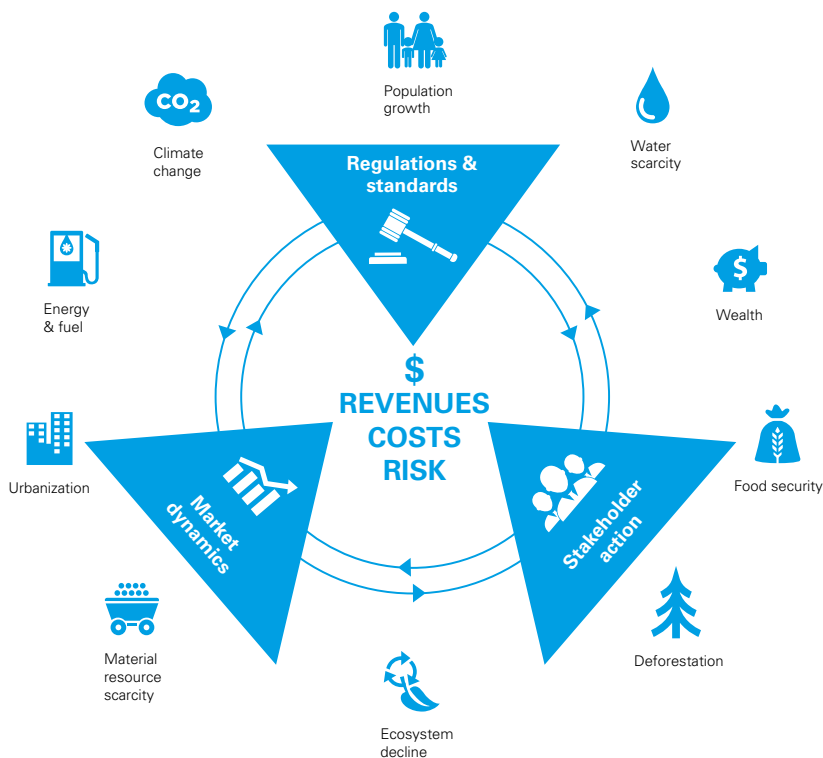 Population
growth
CO2
Climate
change
Water
scarcity
Regulations &
standards
Energy
& fuel
$
Wealth
$
REVENUES
COSTS
RISK
Urbanization
Market
dynamics
Stakeholder
action
Food security
Material
resource
scarcity
Deforestation
Ecosystem
decline